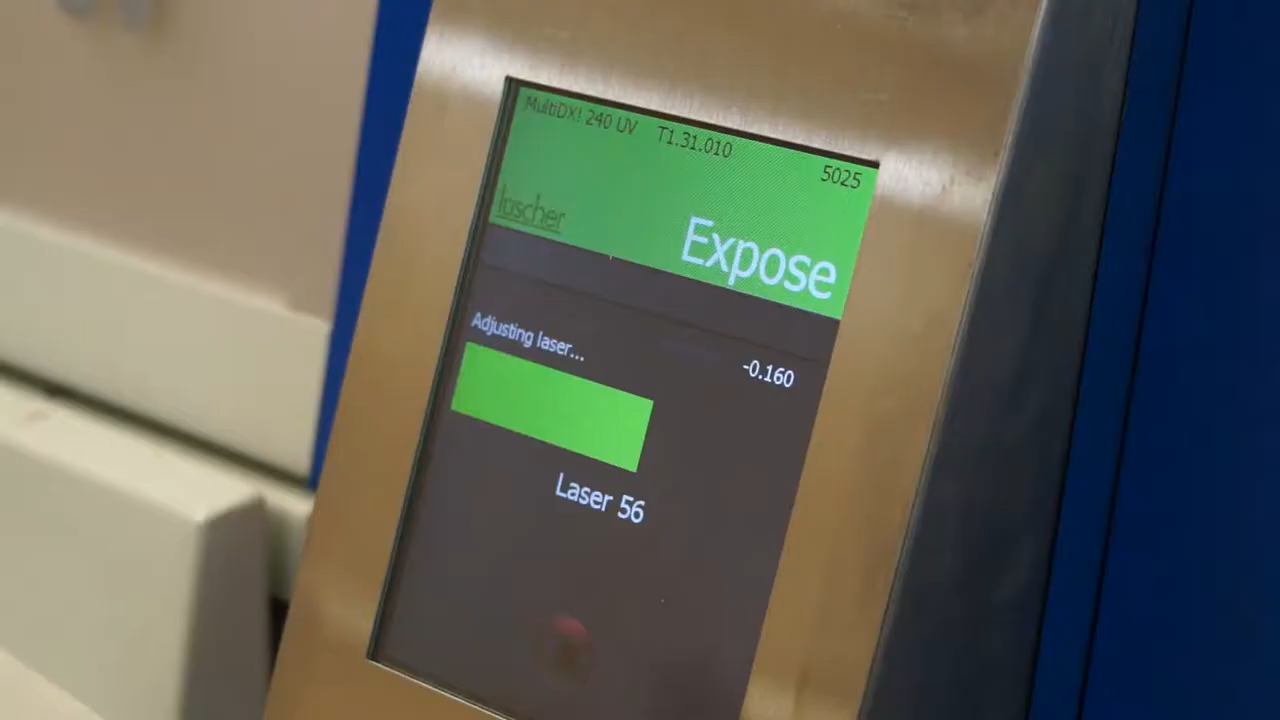 MultiDX! 240 UV T1.31.010 5025
lüscher
Expose
Adjusting laser...
-0.160
Laser 56